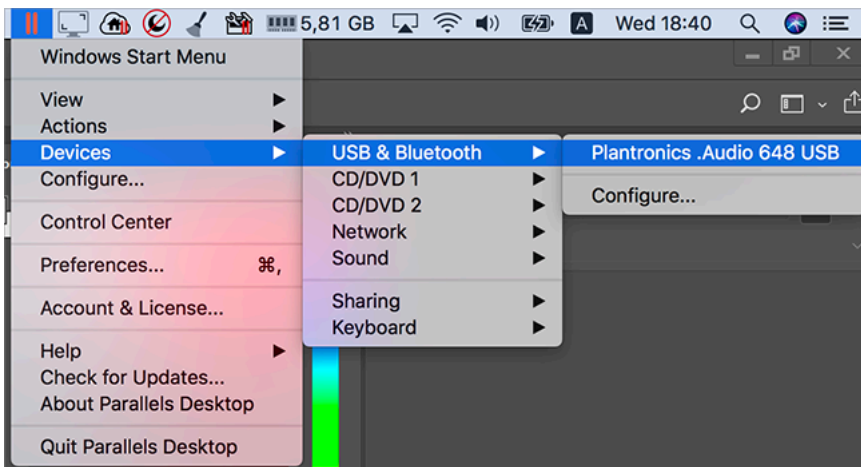 5,81 GB A Wed 18:40
Windows Start Menu
View
Actions
Devices
Configure...
Control Center
Preferences... ⌘,
Account & License...
Help
Check for Updates...
About Parallels Desktop
Quit Parallels Desktop
USB & Bluetooth
CD/DVD 1
CD/DVD 2
Network
Sound
Sharing
Keyboard
Plantronics .Audio 648 USB
Configure...